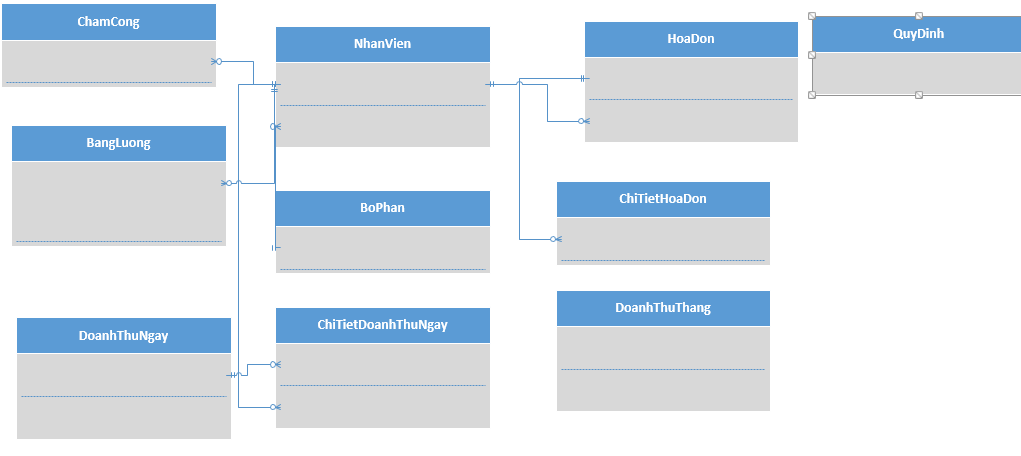 ChamCong
NhanVien
HoaDon
QuyDinh
BangLuong
BoPhan
ChiTietHoaDon
DoanhThuNgay
ChiTietDoanhThuNgay
DoanhThuThang